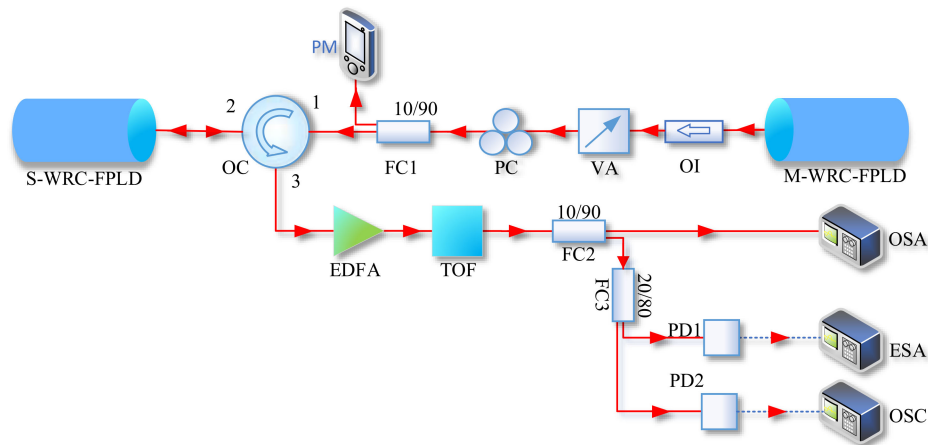 PM
2
1
10/90
S-WRC-FPLD
OC
FC1
PC
VA
OI
M-WRC-FPLD
3
10/90
EDFA
TOF
FC2
OSA
FC3
20/80
PD1
ESA
PD2
OSC